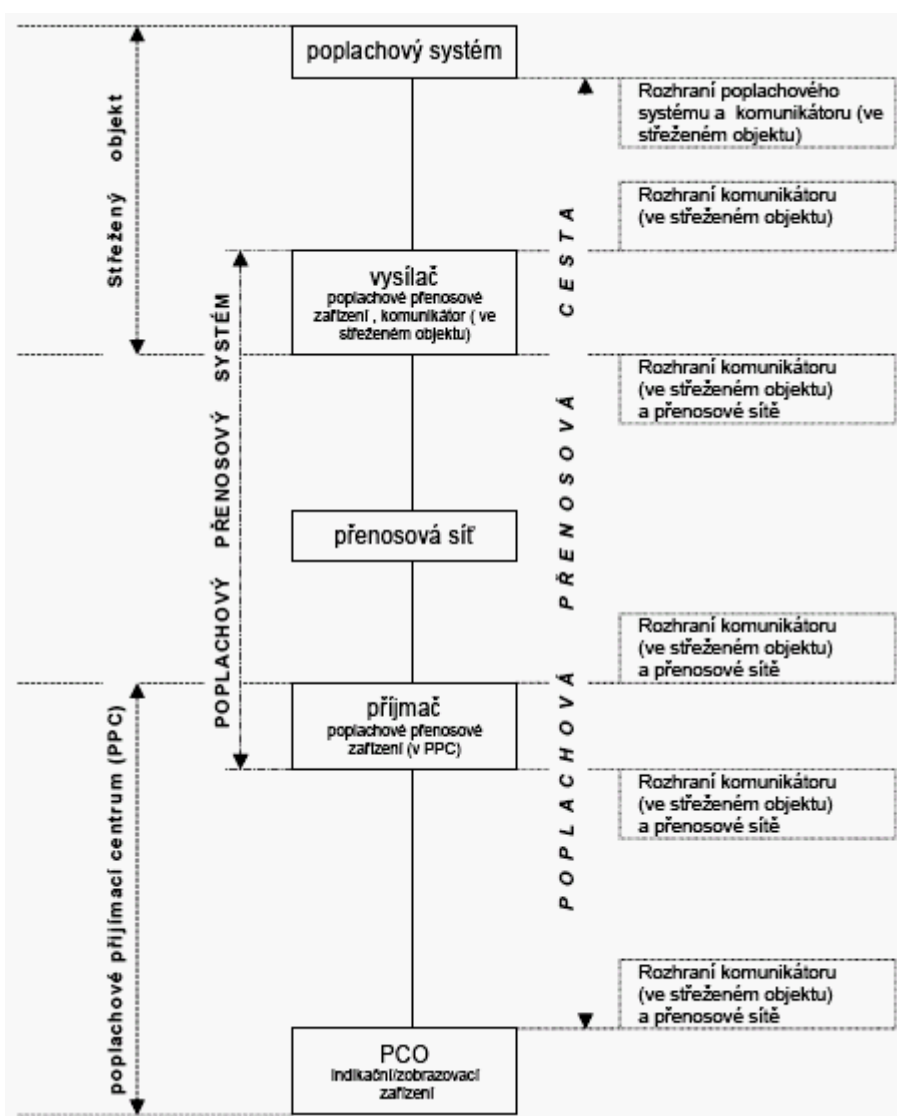 poplachový systém
Rozhraní poplachového
systému a komunikátoru (ve
střeženém objektu)
Střežený objekt
Rozhraní komunikátoru
(ve střeženém objektu)
vysílač
poplachové přenosové
zařízení , komunikátor ( ve
střeženém objektu)
POPLACHOVÝ PŘENOSOVÝ SYSTÉM
POPLACHOVÁ PŘENOSOVÁ CESTA
Rozhraní komunikátoru
(ve střeženém objektu)
a přenosové sítě
přenosová síť
Rozhraní komunikátoru
(ve střeženém objektu)
a přenosové sítě
příjmač
poplachové přenosové
zařízení (v PPC)
poplachové přijímací centrum (PPC)
Rozhraní komunikátoru
(ve střeženém objektu)
a přenosové sítě
Rozhraní komunikátoru
(ve střeženém objektu)
a přenosové sítě
PCO
indikační/zobrazovací
zařízení